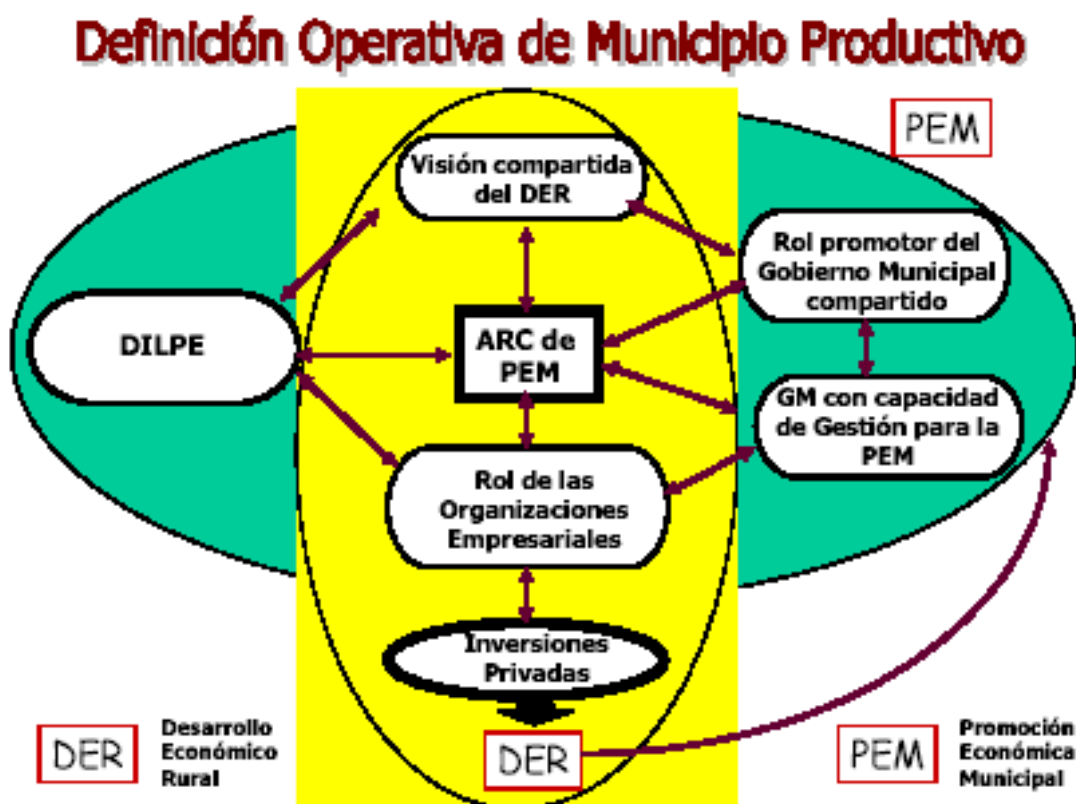 Definición Operativa de Municipio Productivo
PEM
Visión compartida
del DER
Rol promotor del
Gobierno Municipal
compartido
DILPE
ARC de
PEM
GM con capacidad
de Gestión para la
PEM
Rol de las
Organizaciones
Empresariales
Inversiones
Privadas
DER
Desarrollo
Económico
Rural
DER
PEM
Promoción
Económica
Municipal